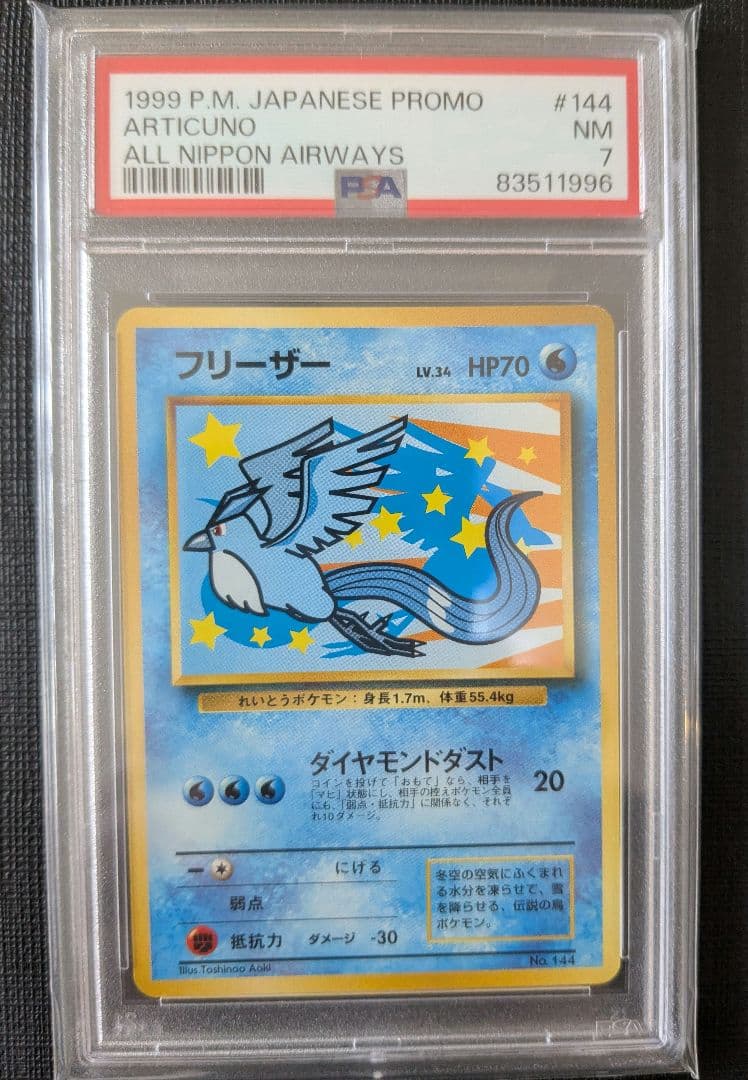 1999 P.M. JAPANESE PROMO #144
ARTICUNO NM
ALL NIPPON AIRWAYS 7
PSA 83511996
フリーザー LV.34 HP70
れいとうポケモン：身長1.7m、体重55.4kg
ダイヤモンドダスト 20
コインを投げて「おもて」なら、相手を
「マヒ」状態にし、相手の控えポケモン全員
にも、「弱点・抵抗力」に関係なく、それぞ
れ10ダメージ。
ー にげる
弱点
抵抗力 ダメージ -30
冬空の空気にふくまれ
る水分を凍らせて、雪
を降らせる、伝説の鳥
ポケモン。
Illus.Toshinao Aoki No. 144
PSA